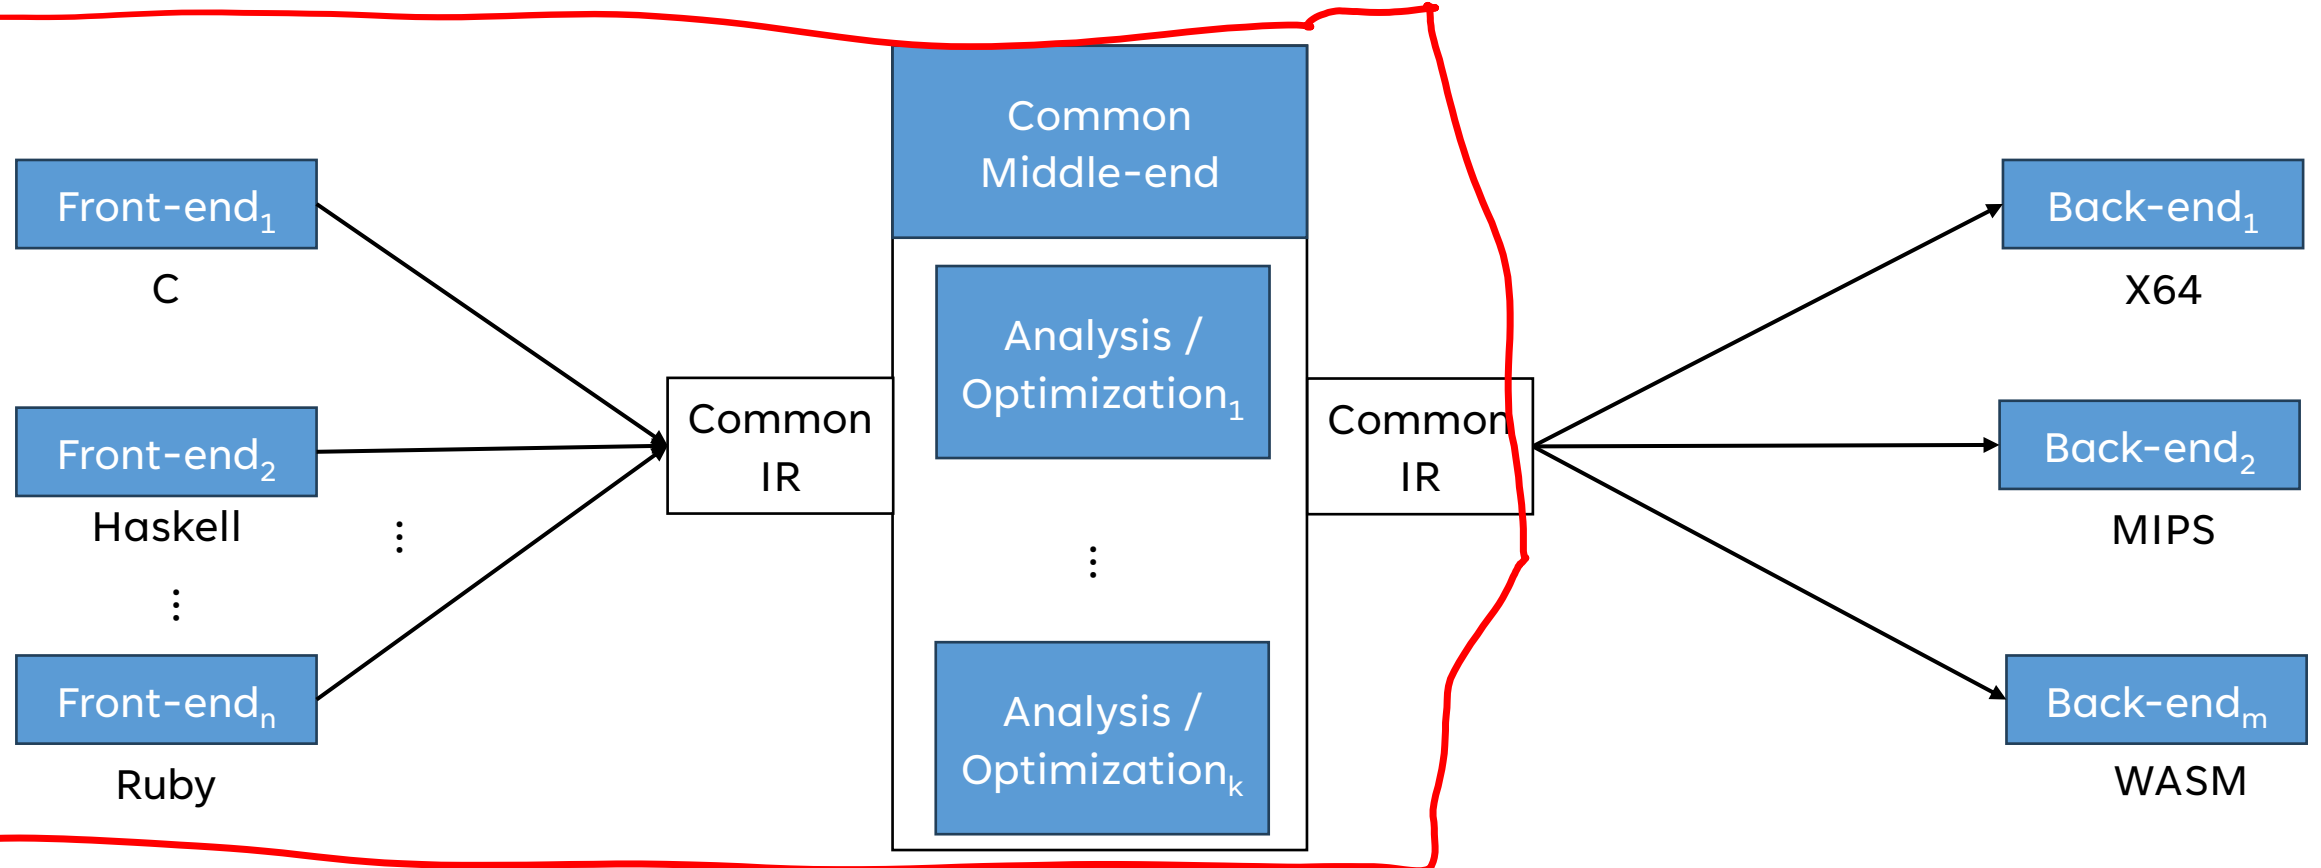 Front-end₁
C
Front-end₂
Haskell
⋮
⋮
Front-endₙ
Ruby
Common
IR
Common
Middle-end
Analysis /
Optimization₁
⋮
Analysis /
Optimizationₖ
Common
IR
Back-end₁
X64
Back-end₂
MIPS
Back-endₘ
WASM